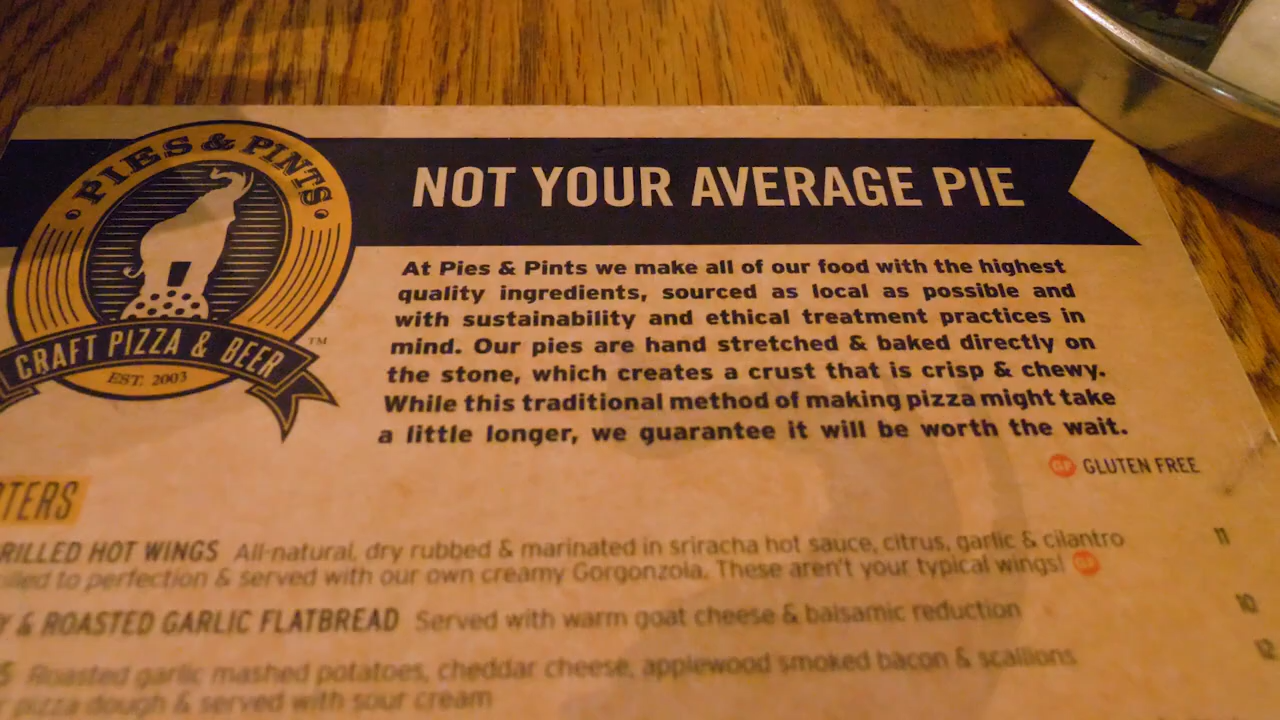 PIES & PINTS
CRAFT PIZZA & BEER
TM
EST. 2003
NOT YOUR AVERAGE PIE
At Pies & Pints we make all of our food with the highest
quality ingredients, sourced as local as possible and
with sustainability and ethical treatment practices in
mind. Our pies are hand stretched & baked directly on
the stone, which creates a crust that is crisp & chewy.
While this traditional method of making pizza might take
a little longer, we guarantee it will be worth the wait.
GF GLUTEN FREE
RTERS
RILLED HOT WINGS All-natural, dry rubbed & marinated in sriracha hot sauce, citrus, garlic & cilantro 11
illed to perfection & served with our own creamy Gorgonzola. These aren't your typical wings! GF
Y & ROASTED GARLIC FLATBREAD Served with warm goat cheese & balsamic reduction 10
S Roasted garlic mashed potatoes, cheddar cheese, applewood smoked bacon & scallions 12
r pizza dough & served with sour cream